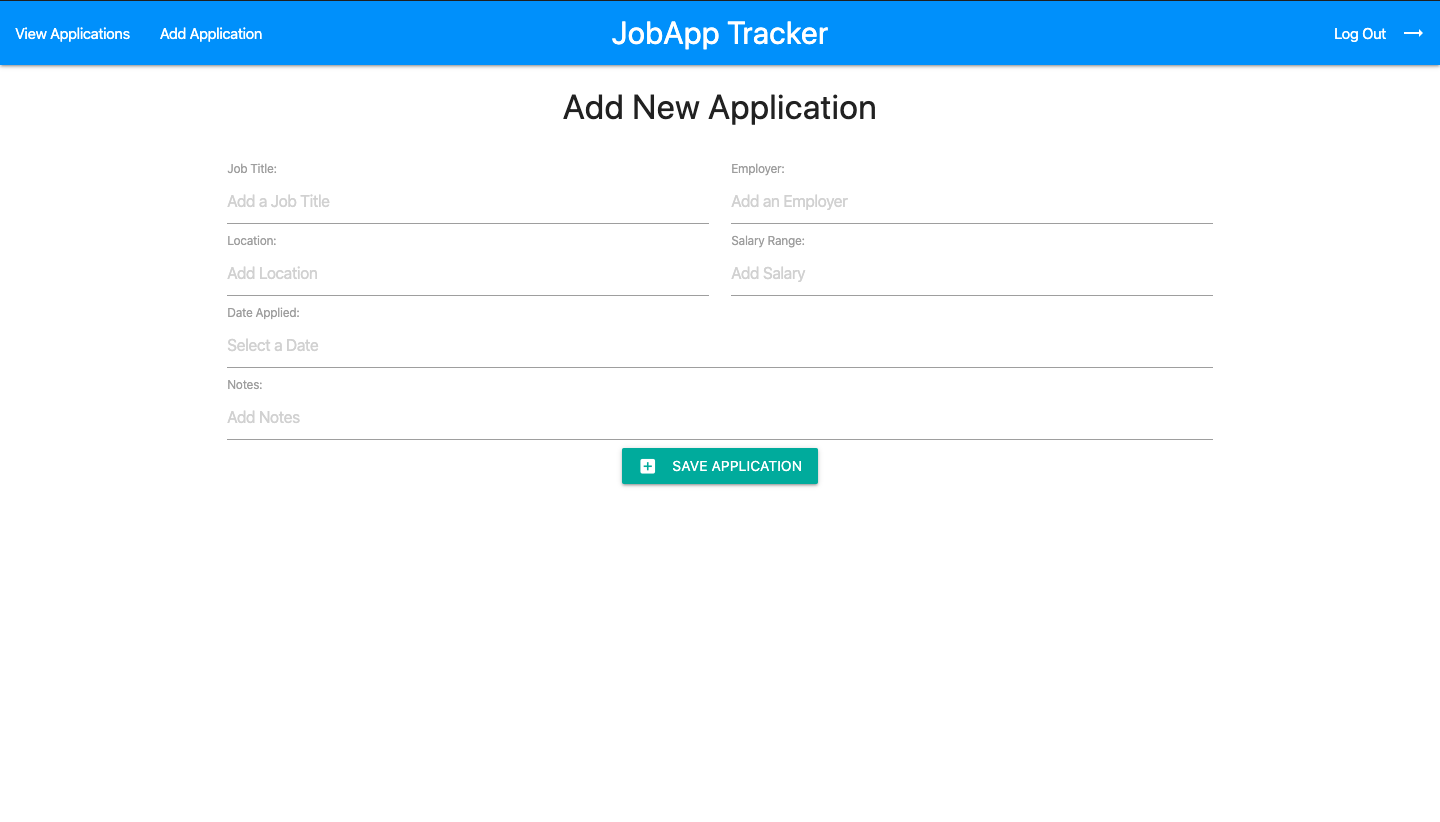 View Applications
Add Application
JobApp Tracker
Log Out
Add New Application
Job Title:
Employer:
Add a Job Title
Add an Employer
Location:
Salary Range:
Add Location
Add Salary
Date Applied:
Select a Date
Notes:
Add Notes
SAVE APPLICATION